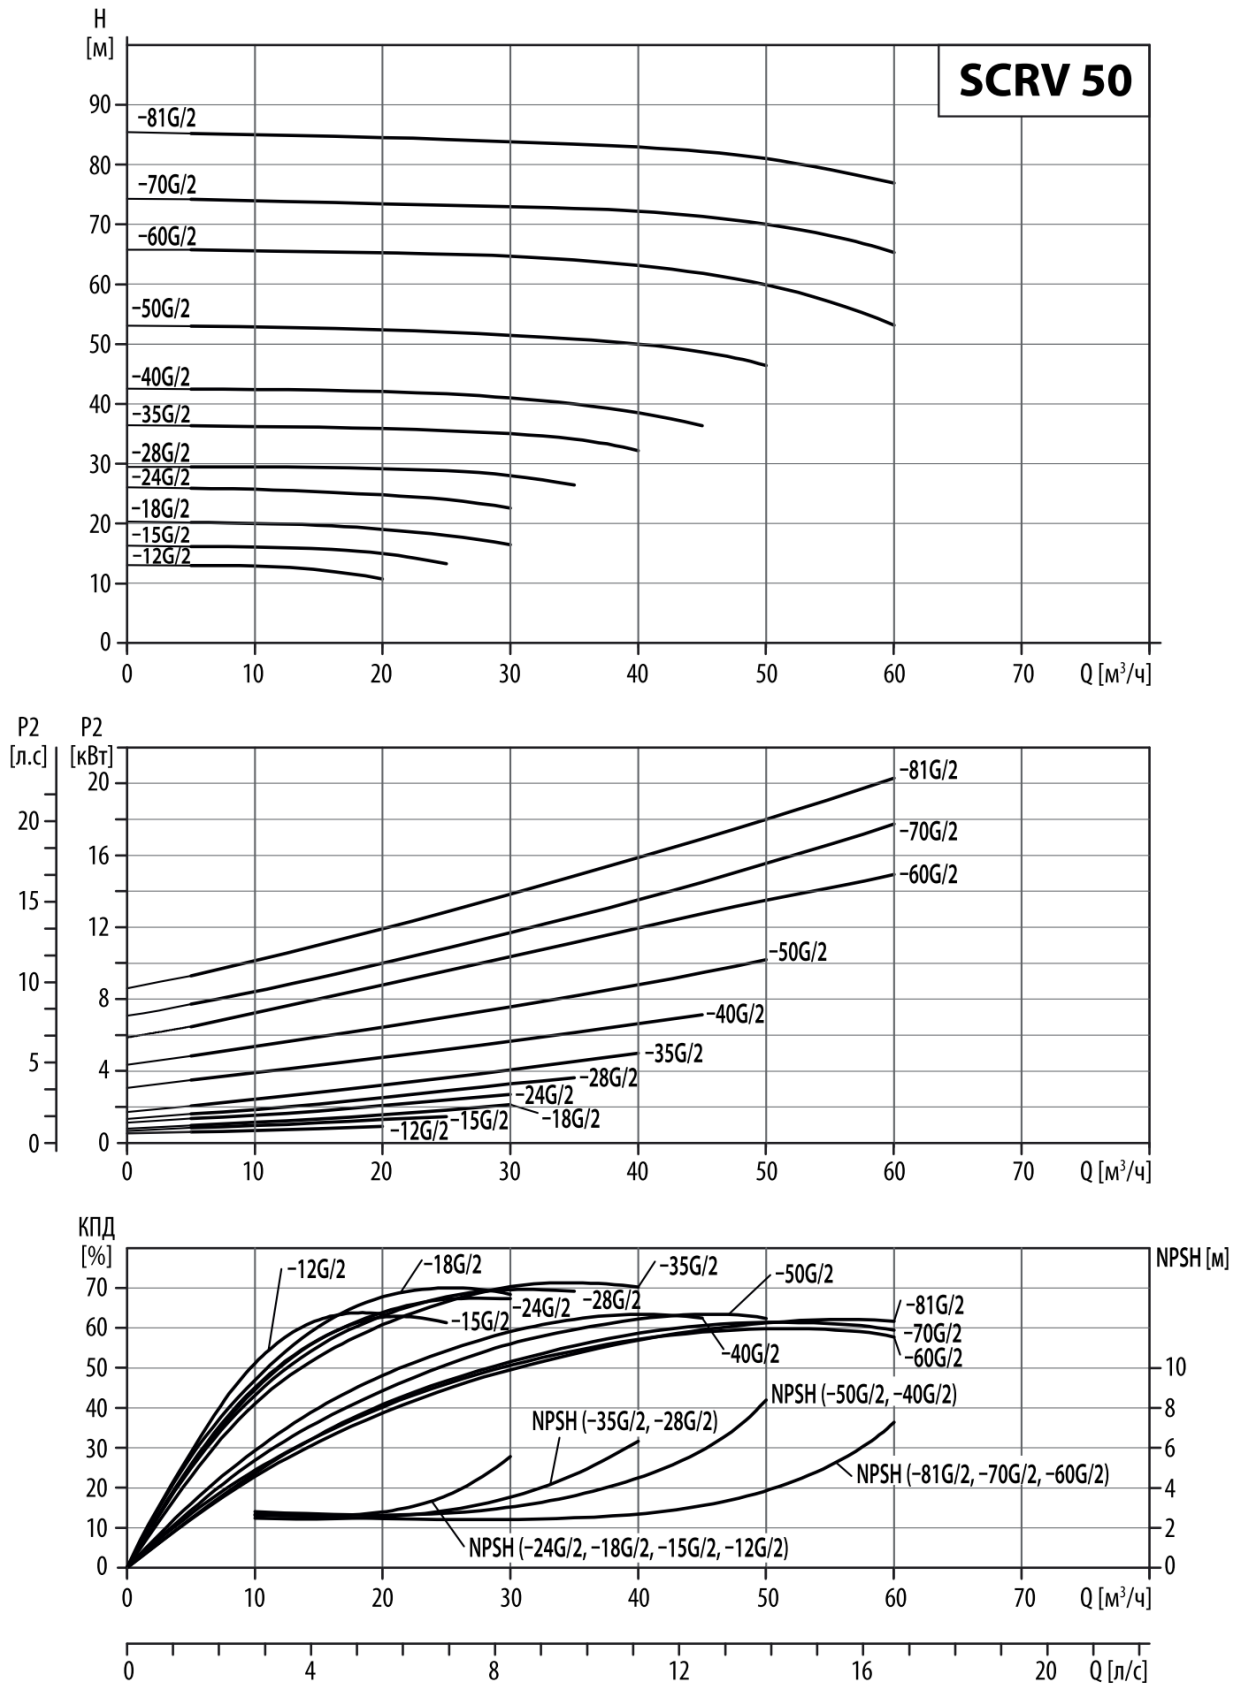 H
[м]
SCRV 50
90
−81G/2
80
−70G/2
70
−60G/2
60
−50G/2
50
−40G/2
40
−35G/2
−28G/2
30
−24G/2
−18G/2
20
−15G/2
−12G/2
10
0
0 10 20 30 40 50 60 70 Q [м³/ч]
P2 P2
[л.с] [кВт]
−81G/2
20
20
−70G/2
16
−60G/2
15
12
−50G/2
10
8
−40G/2
5
4
−35G/2
−28G/2
−24G/2
−15G/2 −18G/2
−12G/2
0 0
0 10 20 30 40 50 60 70 Q [м³/ч]
КПД
[%] NPSH [м]
−12G/2 −18G/2 −35G/2 −50G/2
70
−28G/2
−24G/2 −81G/2
−15G/2
60
−70G/2
−40G/2 −60G/2
50 10
NPSH (−50G/2, −40G/2)
40 8
NPSH (−35G/2, −28G/2)
30 6
NPSH (−81G/2, −70G/2, −60G/2)
20 4
10 2
NPSH (−24G/2, −18G/2, −15G/2, −12G/2)
0 0
0 10 20 30 40 50 60 70 Q [м³/ч]
0 4 8 12 16 20 Q [л/с]